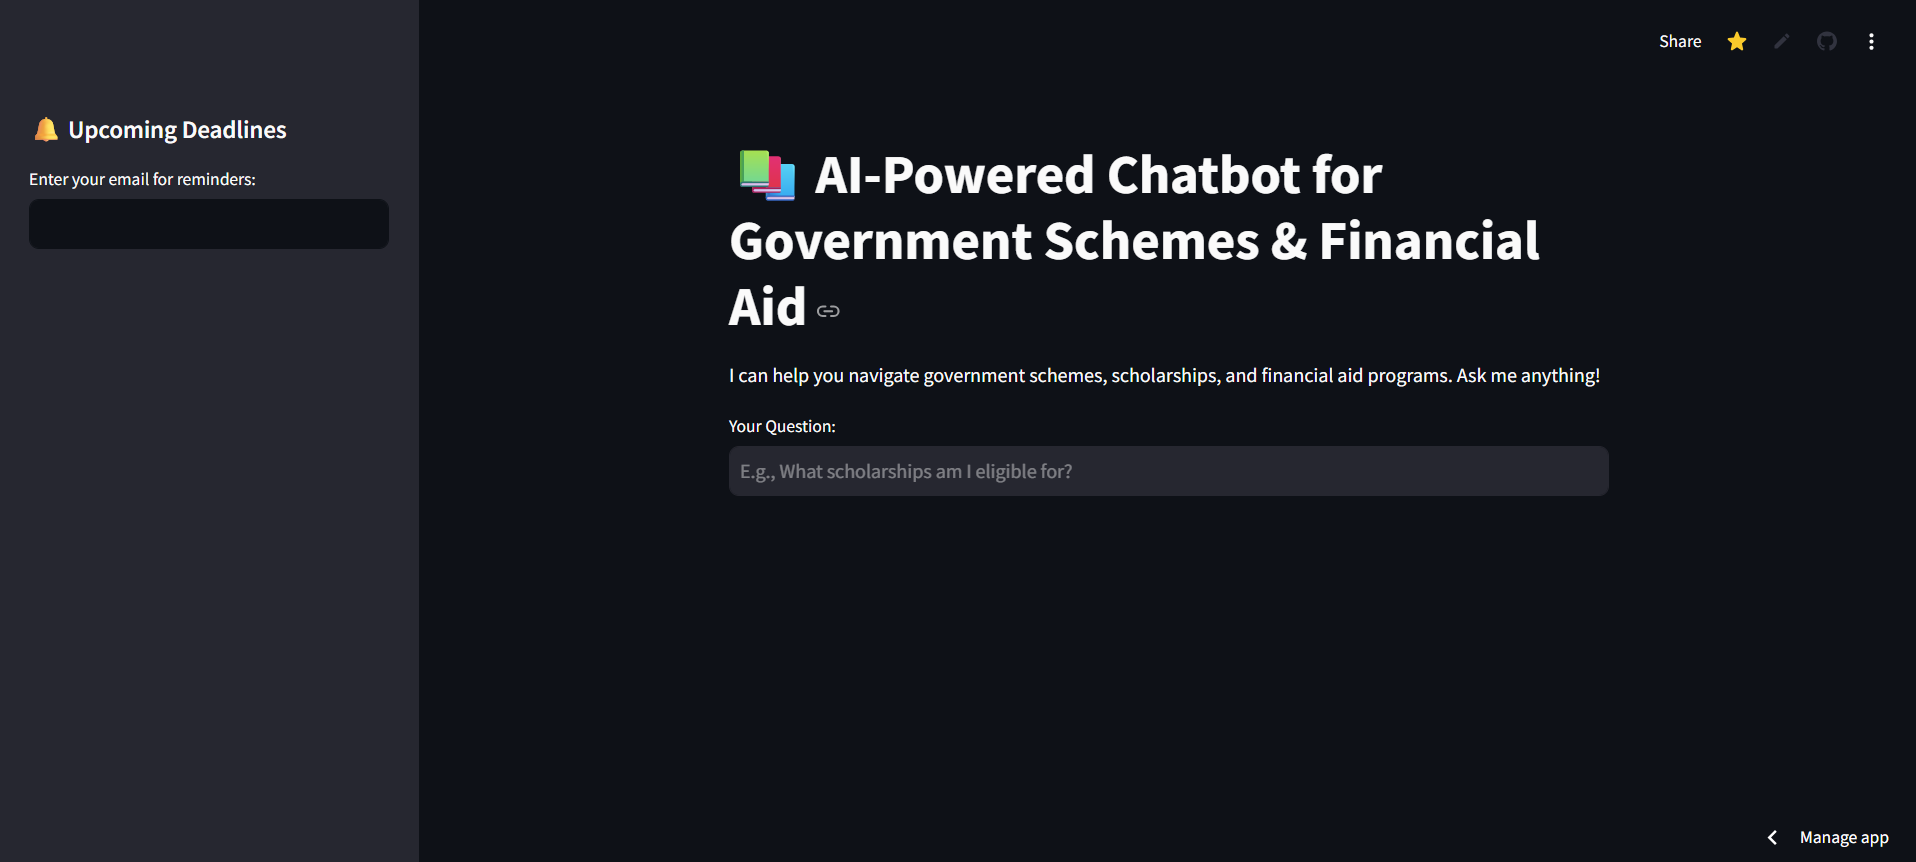 Share
🔔 Upcoming Deadlines
Enter your email for reminders:
📚 AI-Powered Chatbot for
Government Schemes & Financial
Aid
I can help you navigate government schemes, scholarships, and financial aid programs. Ask me anything!
Your Question:
E.g., What scholarships am I eligible for?
Manage app